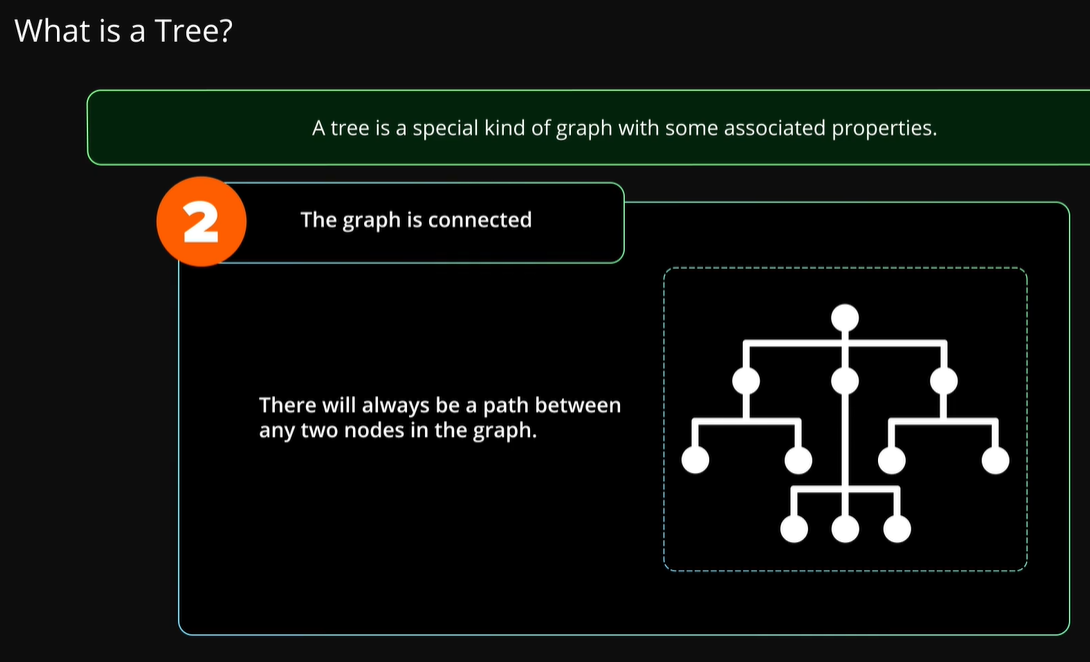 What is a Tree?
A tree is a special kind of graph with some associated properties.
2
The graph is connected
There will always be a path between
any two nodes in the graph.